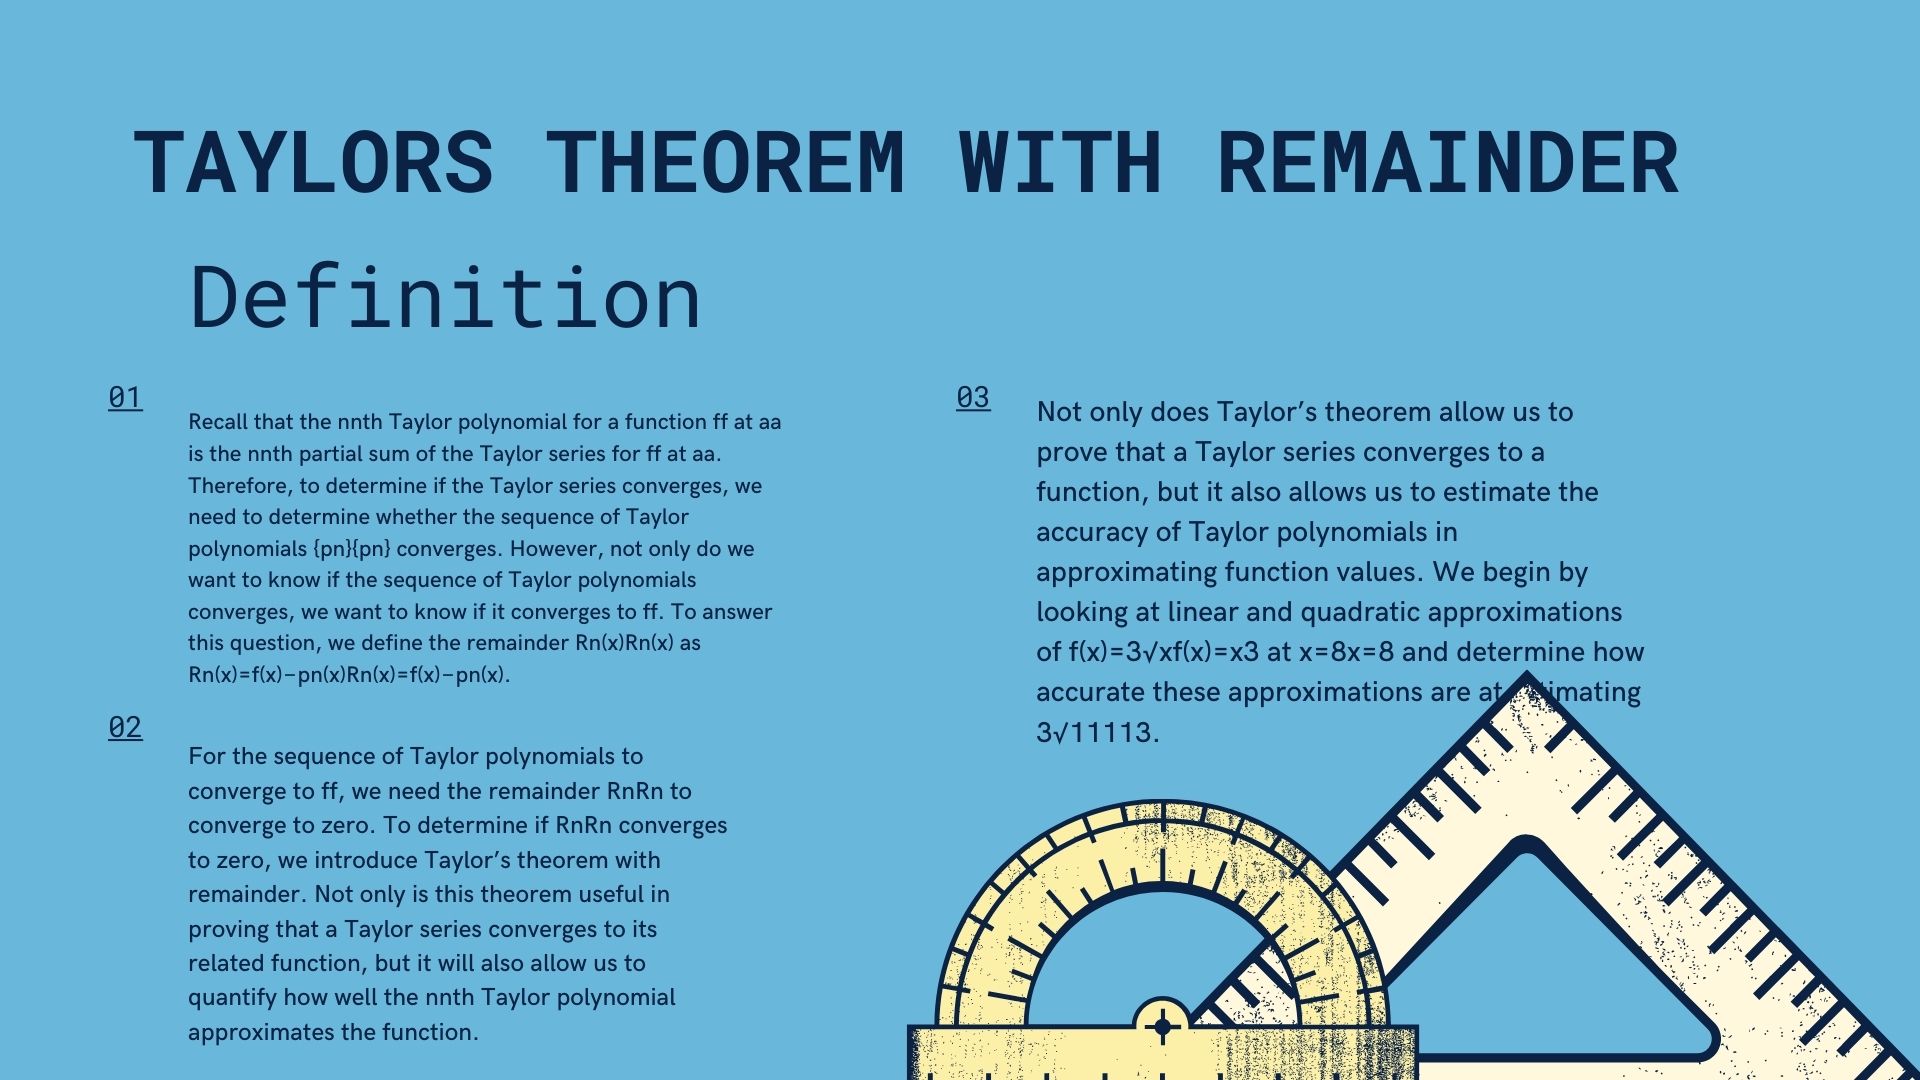 TAYLORS THEOREM WITH REMAINDER
Definition
01
Recall that the nnth Taylor polynomial for a function ff at aa
is the nnth partial sum of the Taylor series for ff at aa.
Therefore, to determine if the Taylor series converges, we
need to determine whether the sequence of Taylor
polynomials {pn}{pn} converges. However, not only do we
want to know if the sequence of Taylor polynomials
converges, we want to know if it converges to ff. To answer
this question, we define the remainder Rn(x)Rn(x) as
Rn(x)=f(x)−pn(x)Rn(x)=f(x)−pn(x).
02
For the sequence of Taylor polynomials to
converge to ff, we need the remainder RnRn to
converge to zero. To determine if RnRn converges
to zero, we introduce Taylor’s theorem with
remainder. Not only is this theorem useful in
proving that a Taylor series converges to its
related function, but it will also allow us to
quantify how well the nnth Taylor polynomial
approximates the function.
03
Not only does Taylor’s theorem allow us to
prove that a Taylor series converges to a
function, but it also allows us to estimate the
accuracy of Taylor polynomials in
approximating function values. We begin by
looking at linear and quadratic approximations
of f(x)=3√xf(x)=x3 at x=8x=8 and determine how
accurate these approximations are at estimating
3√11113.